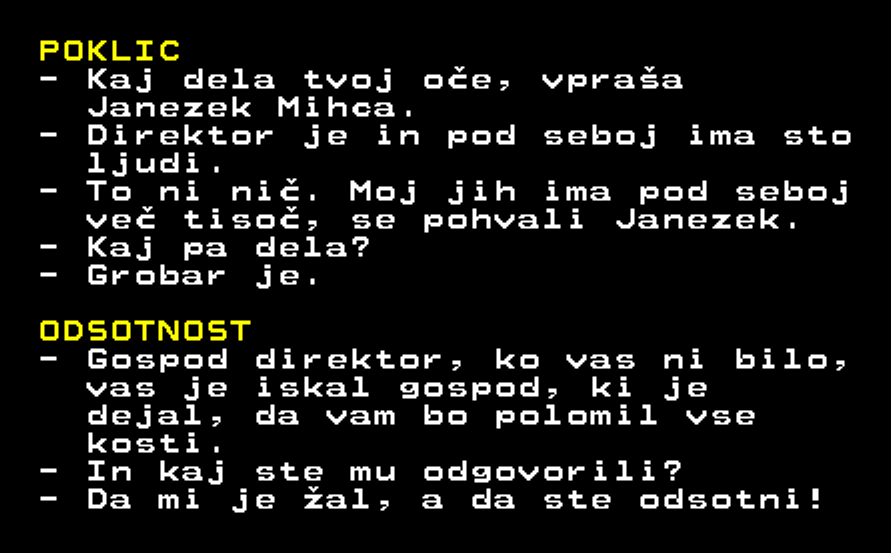 POKLIC
- Kaj dela tvoj oče, vpraša
Janezek Mihca.
- Direktor je in pod seboj ima sto
ljudi.
- To ni nič. Moj jih ima pod seboj
več tisoč, se pohvali Janezek.
- Kaj pa dela?
- Grobar je.
ODSOTNOST
- Gospod direktor, ko vas ni bilo,
vas je iskal gospod, ki je
dejal, da vam bo polomil vse
kosti.
- In kaj ste mu odgovorili?
- Da mi je žal, a da ste odsotni!